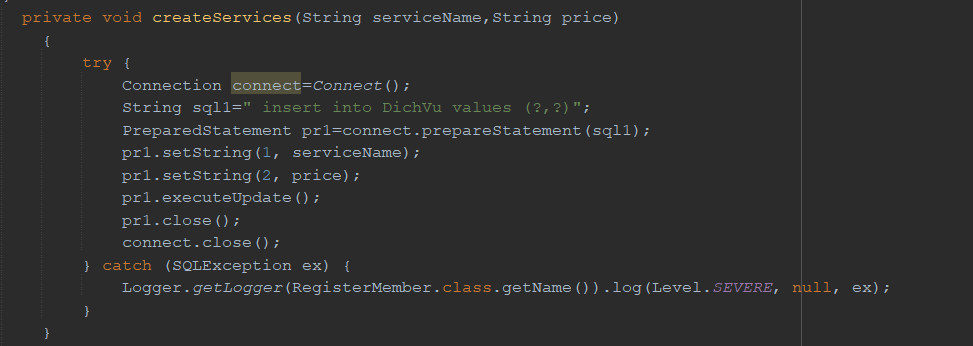 private void createServices(String serviceName,String price)
{
try {
Connection connect=Connect();
String sql1=" insert into DichVu values (?,?)";
PreparedStatement pr1=connect.prepareStatement(sql1);
pr1.setString(1, serviceName);
pr1.setString(2, price);
pr1.executeUpdate();
pr1.close();
connect.close();
} catch (SQLException ex) {
Logger.getLogger(RegisterMember.class.getName()).log(Level.SEVERE, null, ex);
}
}